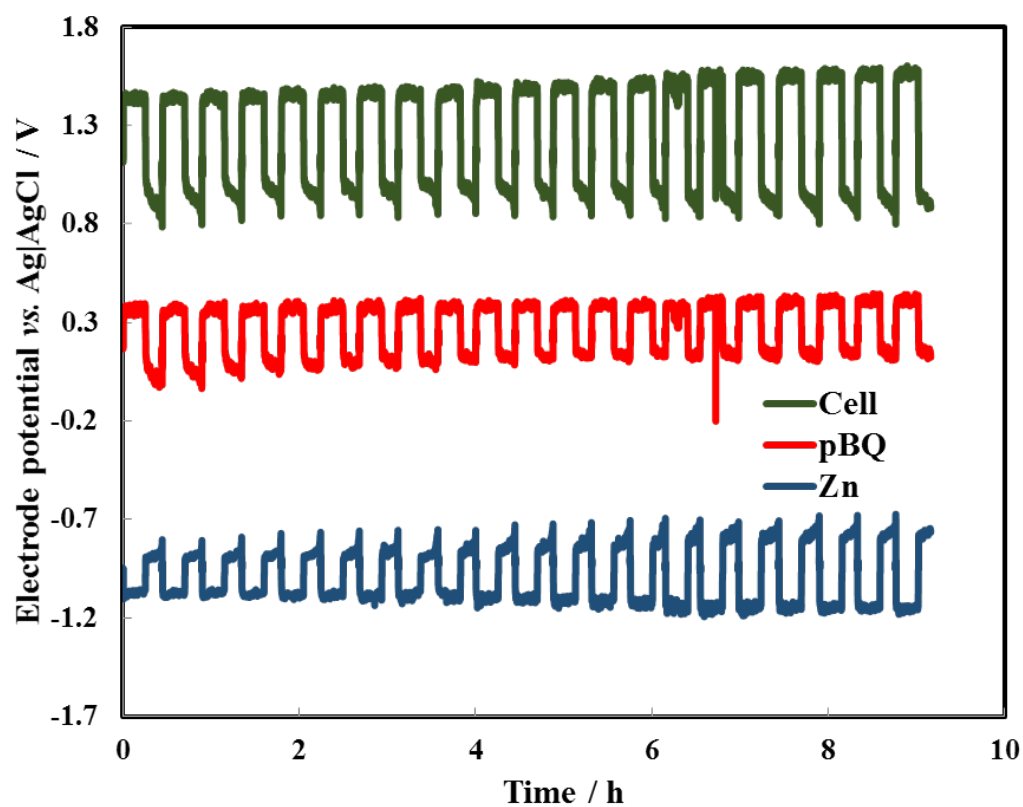 Electrode potential vs. Ag|AgCl / V
1.8
1.3
0.8
0.3
-0.2
-0.7
-1.2
-1.7
Cell
pBQ
Zn
0 2 4 6 8 10
Time / h